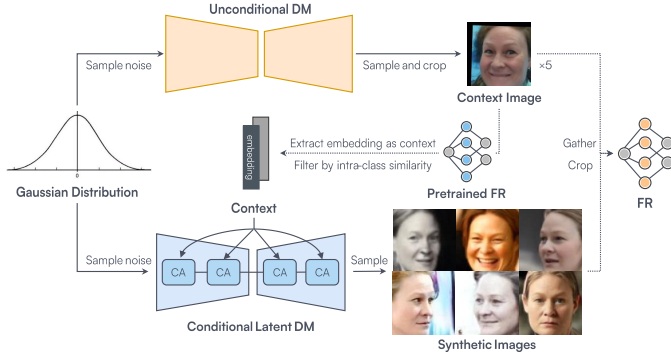 Unconditional DM
Sample noise
Sample and crop
×5
Context Image
Extract embedding as context
Filter by intra-class similarity
embedding
Gather
Crop
0
Gaussian Distribution
Pretrained FR
FR
Context
Sample noise
CA
CA
CA
CA
Sample
Conditional Latent DM
Synthetic Images